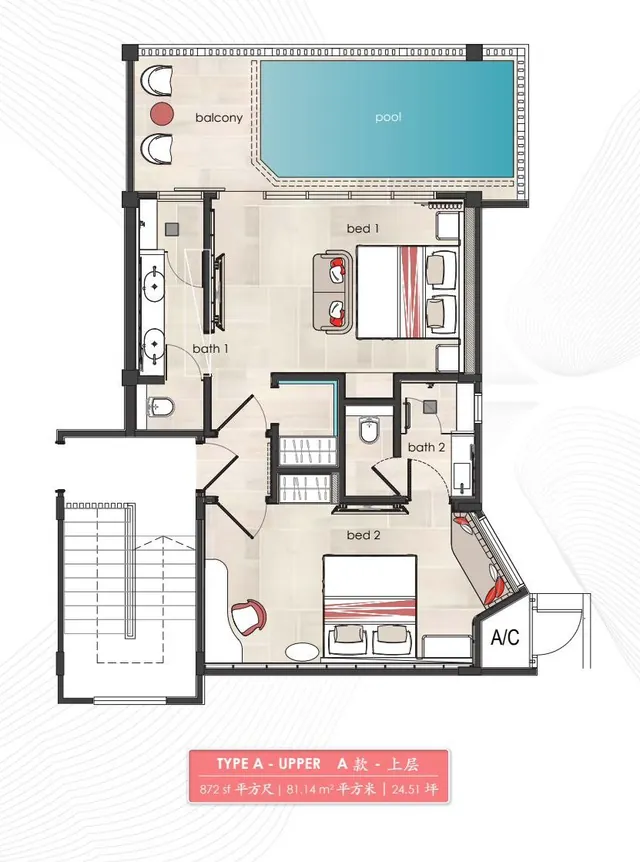 balcony
pool
bed 1
bath 1
bath 2
bed 2
A/C
TYPE A - UPPER A 款 - 上层
872 sf 平方尺 | 81.14 m² 平方米 | 24.51 坪